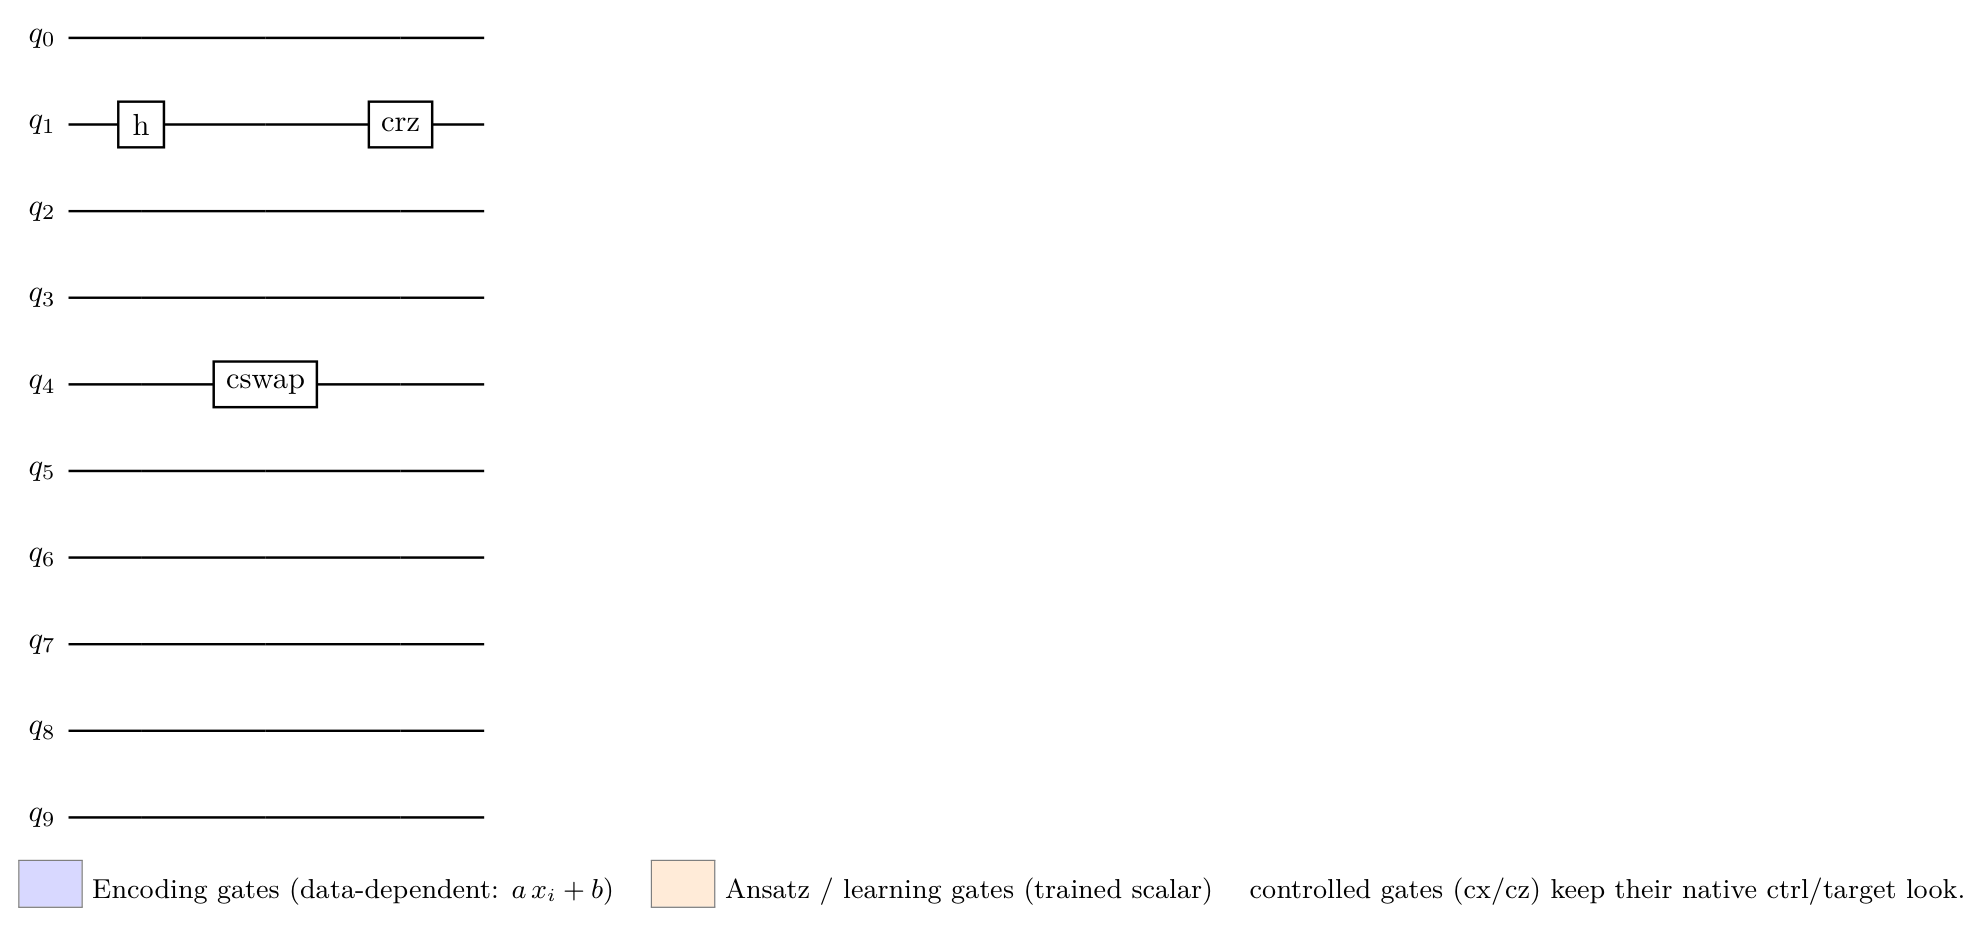 q0
q1 h crz
q2
q3
q4 cswap
q5
q6
q7
q8
q9
Encoding gates (data-dependent: a x_i + b) Ansatz / learning gates (trained scalar) controlled gates (cx/cz) keep their native ctrl/target look.